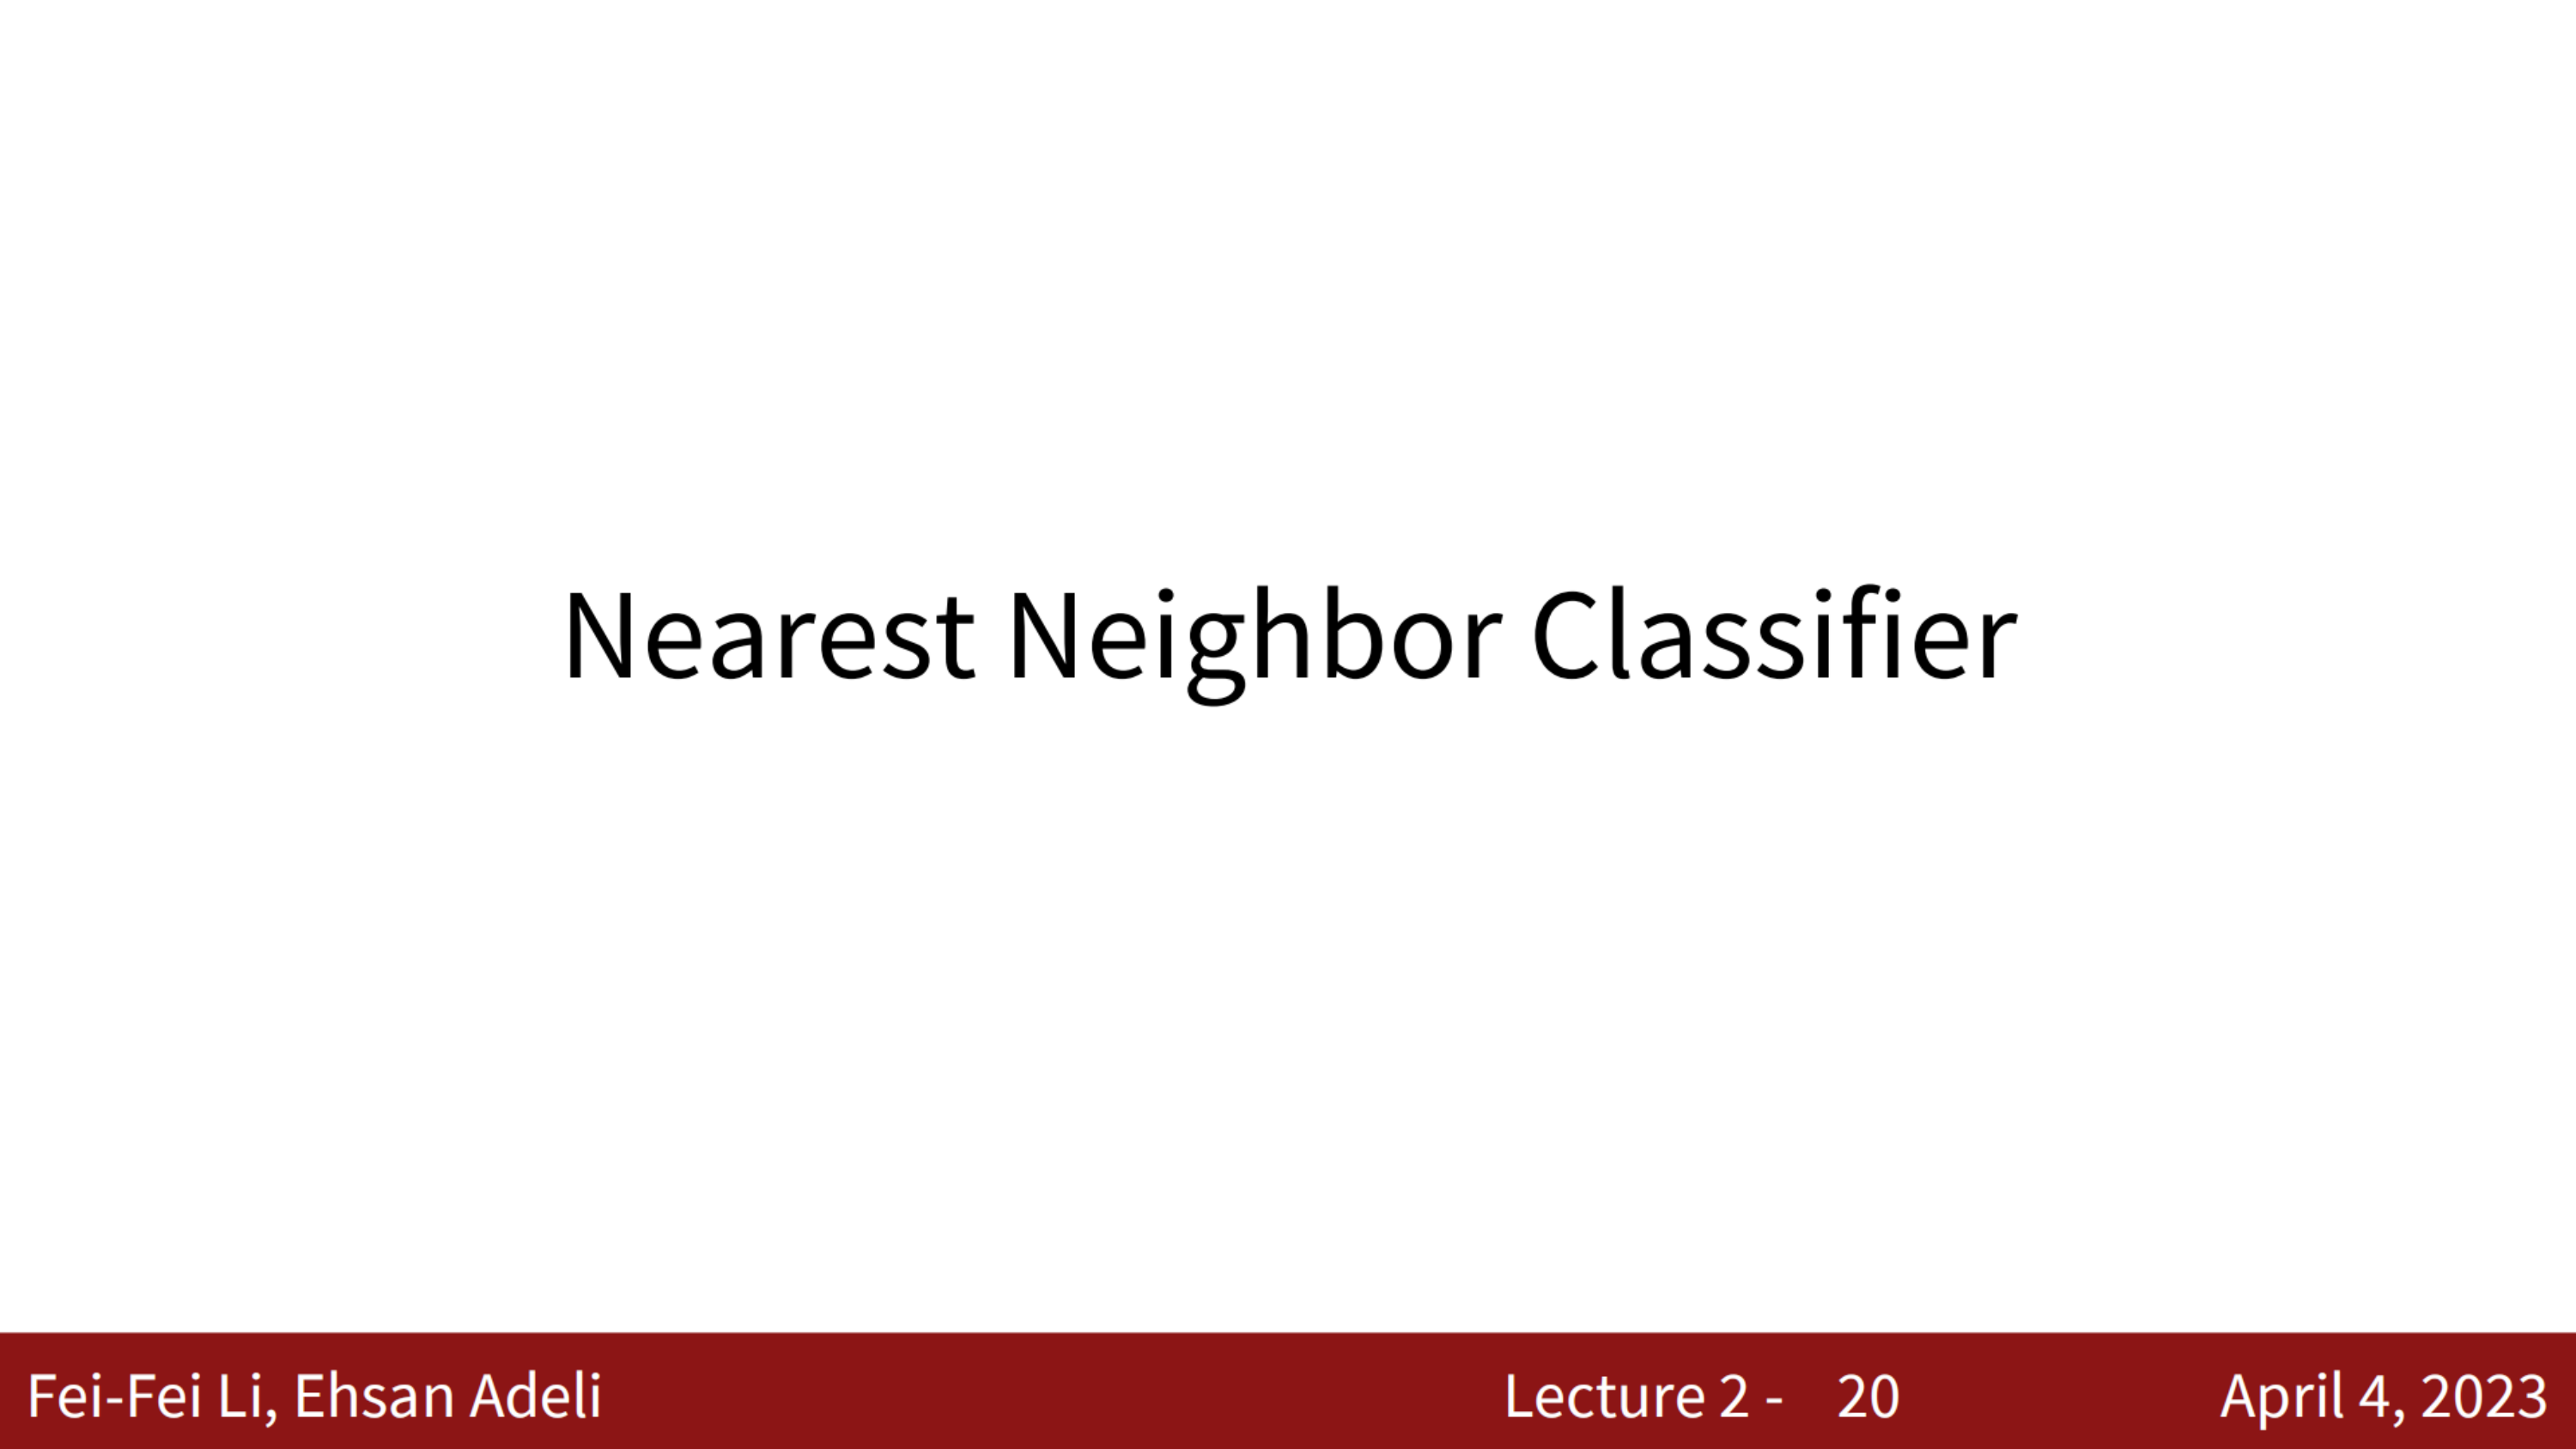 Nearest Neighbor Classifier
Fei-Fei Li, Ehsan Adeli
Lecture 2 - 20
April 4, 2023